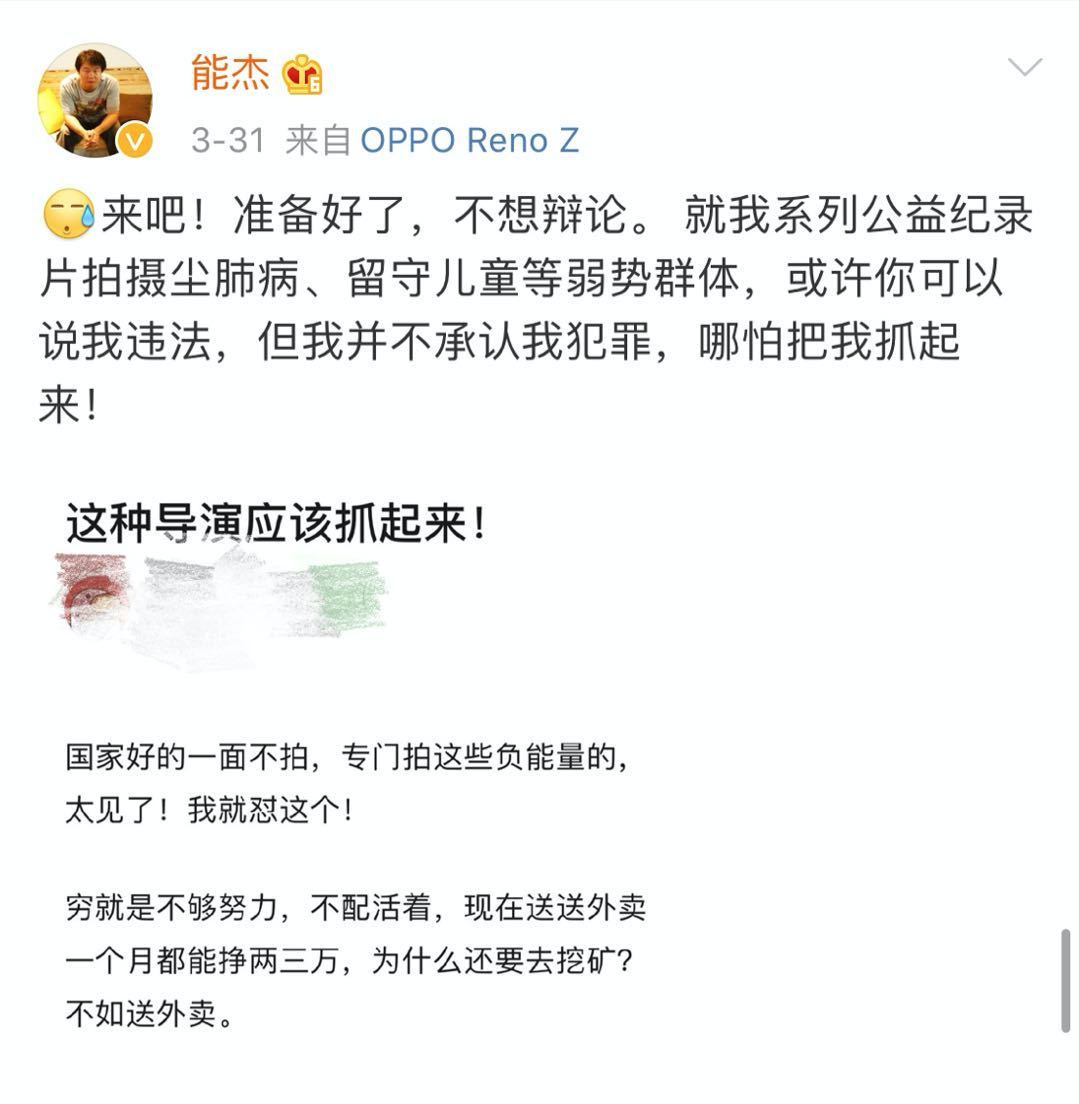 能杰
3-31 来自 OPPO Reno Z
来吧！准备好了，不想辩论。 就我系列公益纪录
片拍摄尘肺病、留守儿童等弱势群体，或许你可以
说我违法，但我并不承认我犯罪，哪怕把我抓起
来！
这种导演应该抓起来！
国家好的一面不拍，专门拍这些负能量的，
太见了！我就怼这个！
穷就是不够努力，不配活着，现在送送外卖
一个月都能挣两三万，为什么还要去挖矿？
不如送外卖。